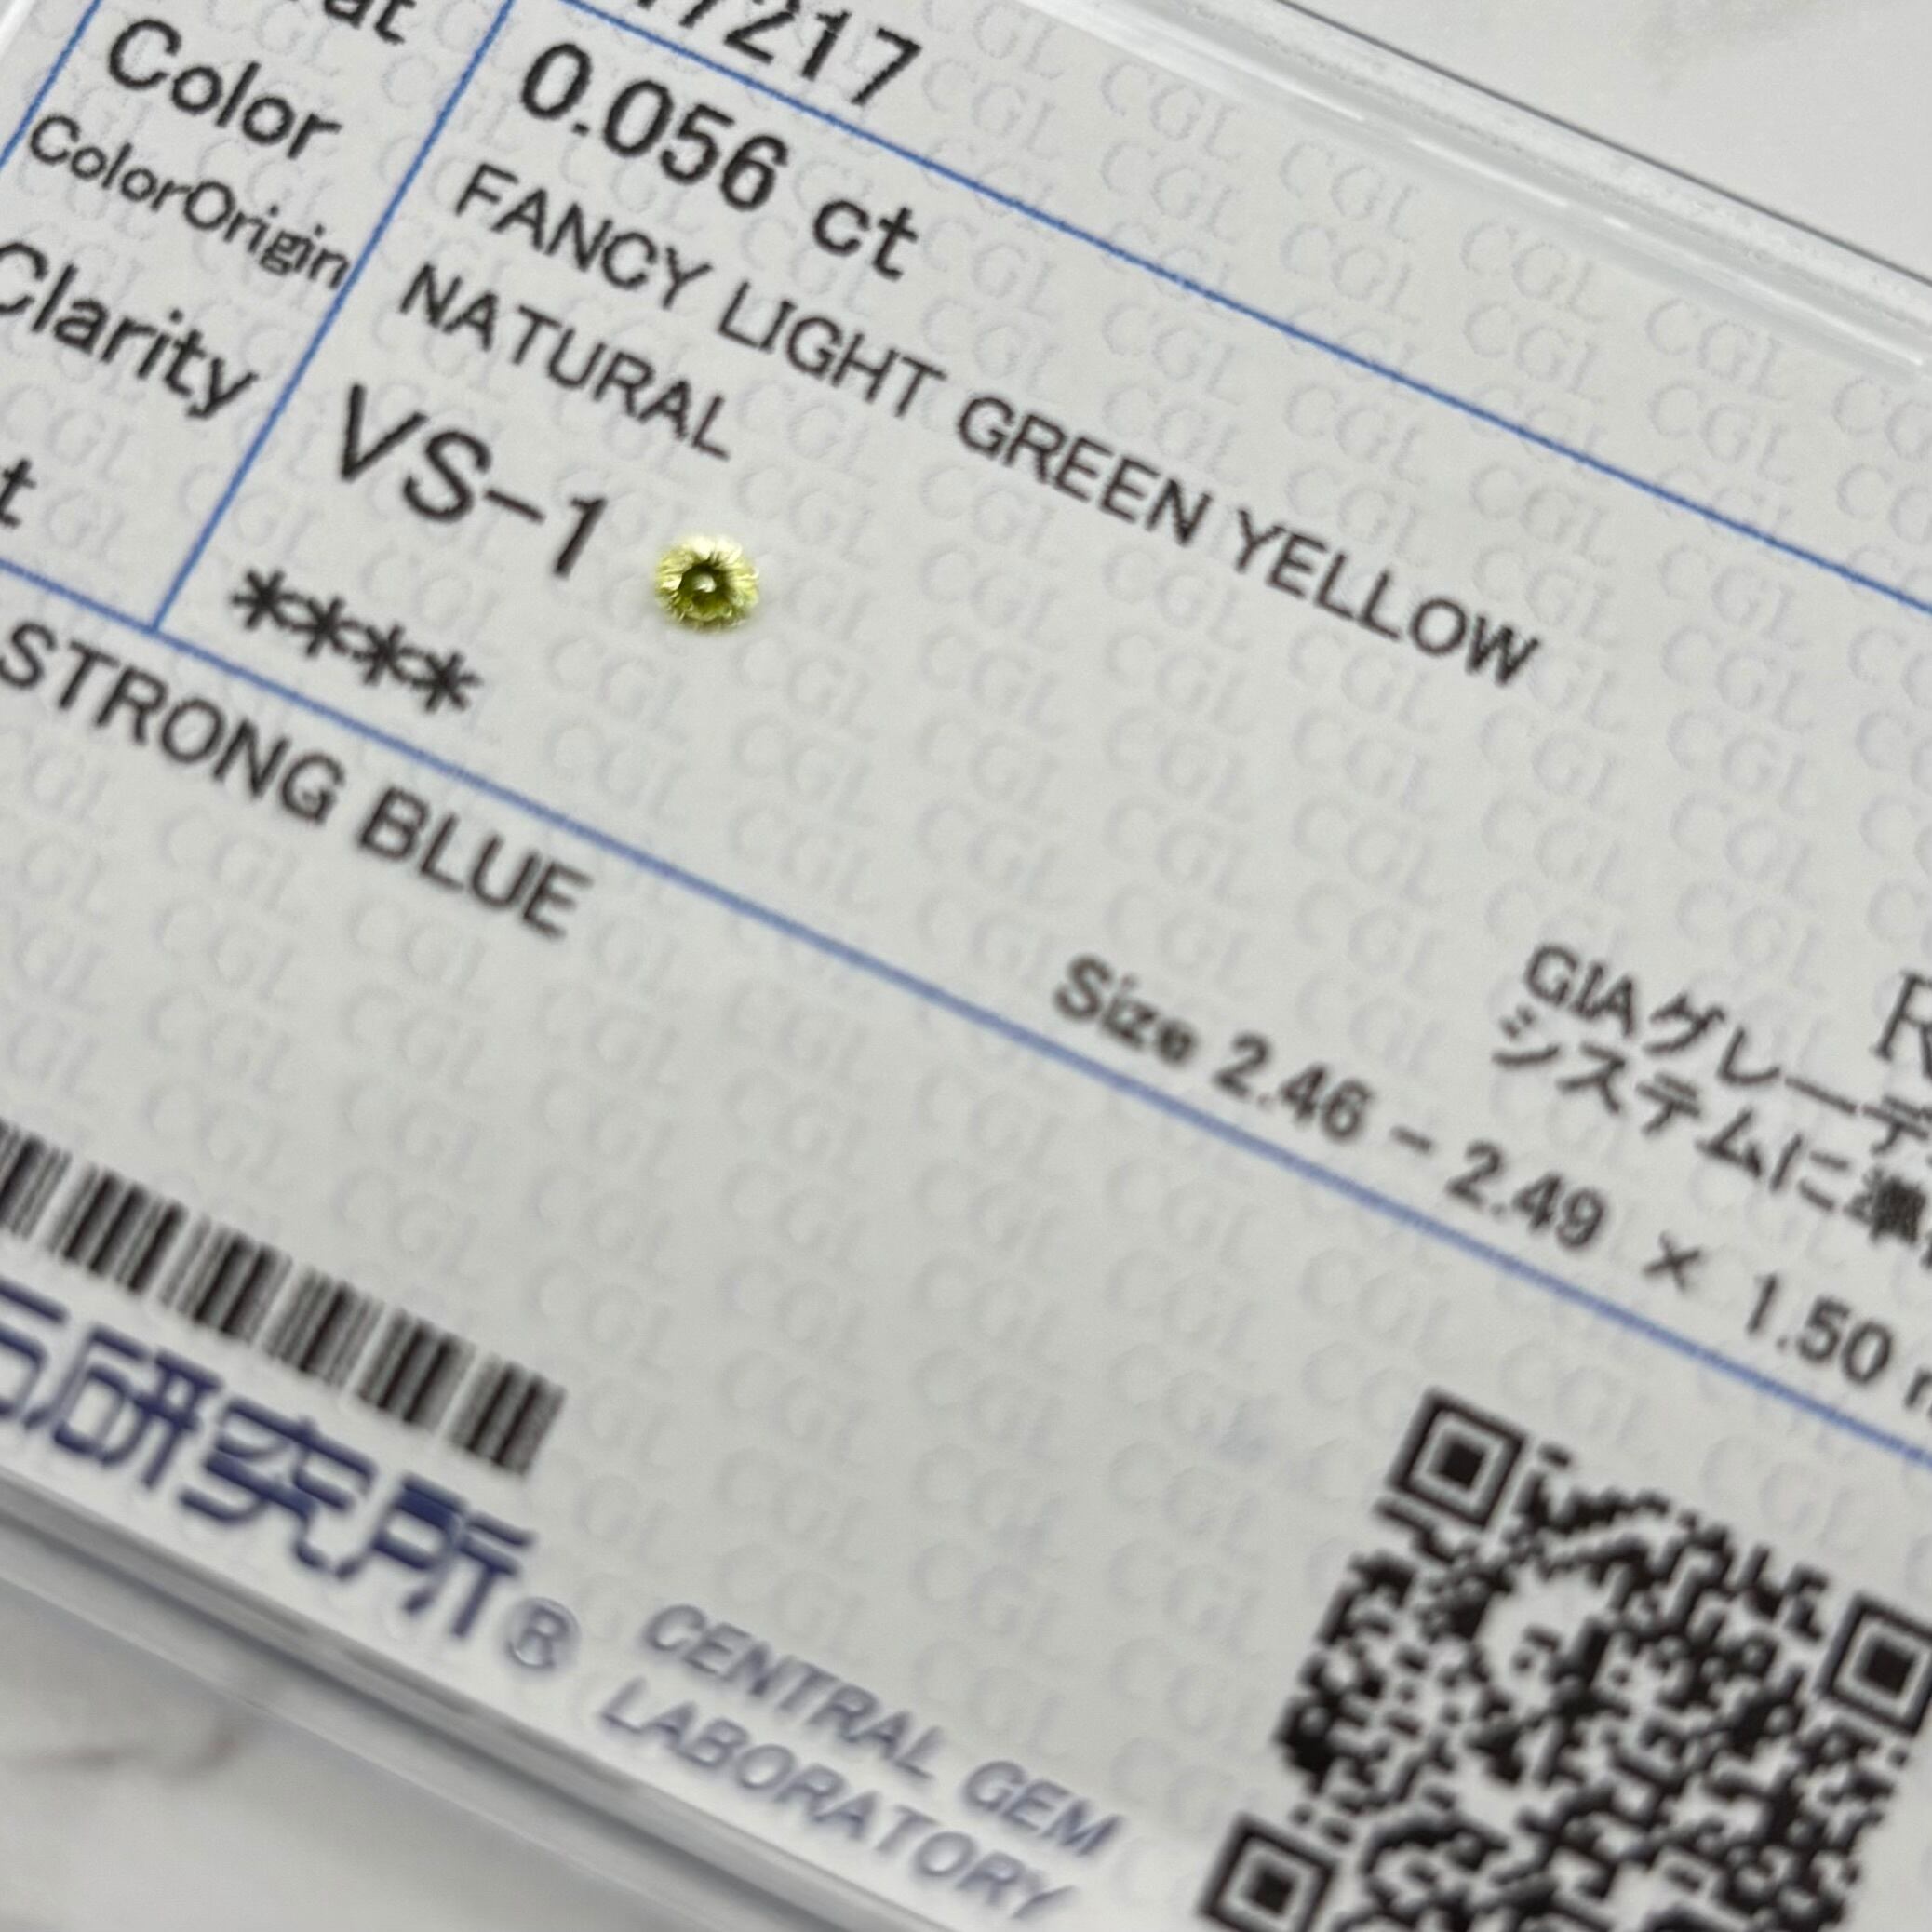 Color
ColorOrigin
Clarity
17217
0.056 ct
FANCY LIGHT GREEN YELLOW
NATURAL
VS-1
****
STRONG BLUE
Size 2.46 - 2.49 × 1.50
GIAグレーデ
システムに準
研究所®
CENTRAL GEM
LABORATORY